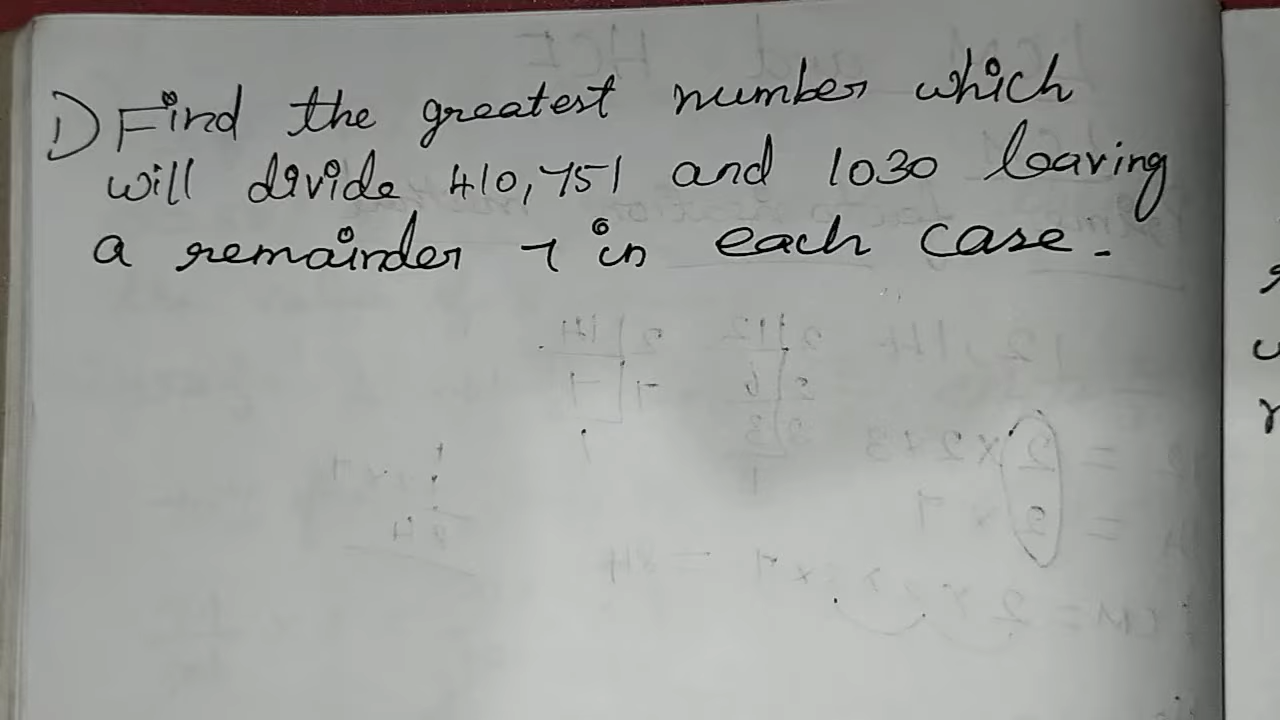 1) Find the greatest number which
will divide 410,751 and 1030 leaving
a remainder 7 in each case.